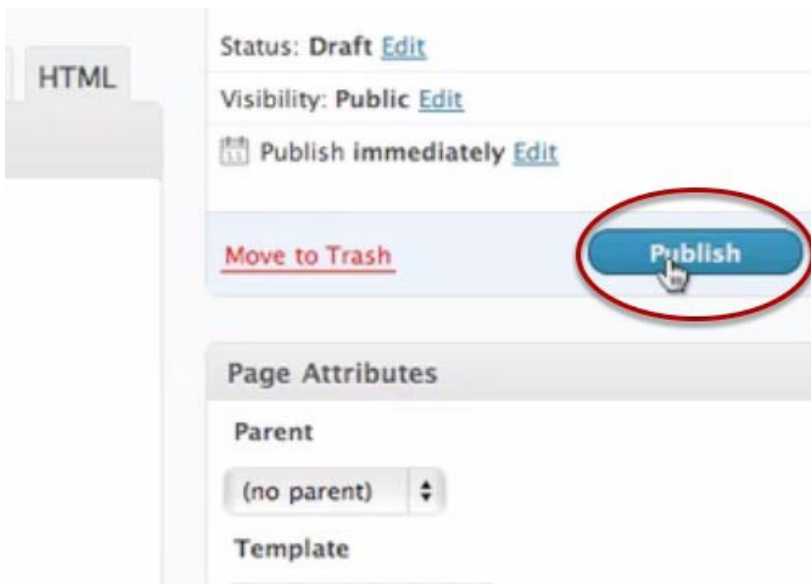 HTML
Status: Draft Edit
Visibility: Public Edit
Publish immediately Edit
Move to Trash
Publish
Page Attributes
Parent
(no parent)
Template